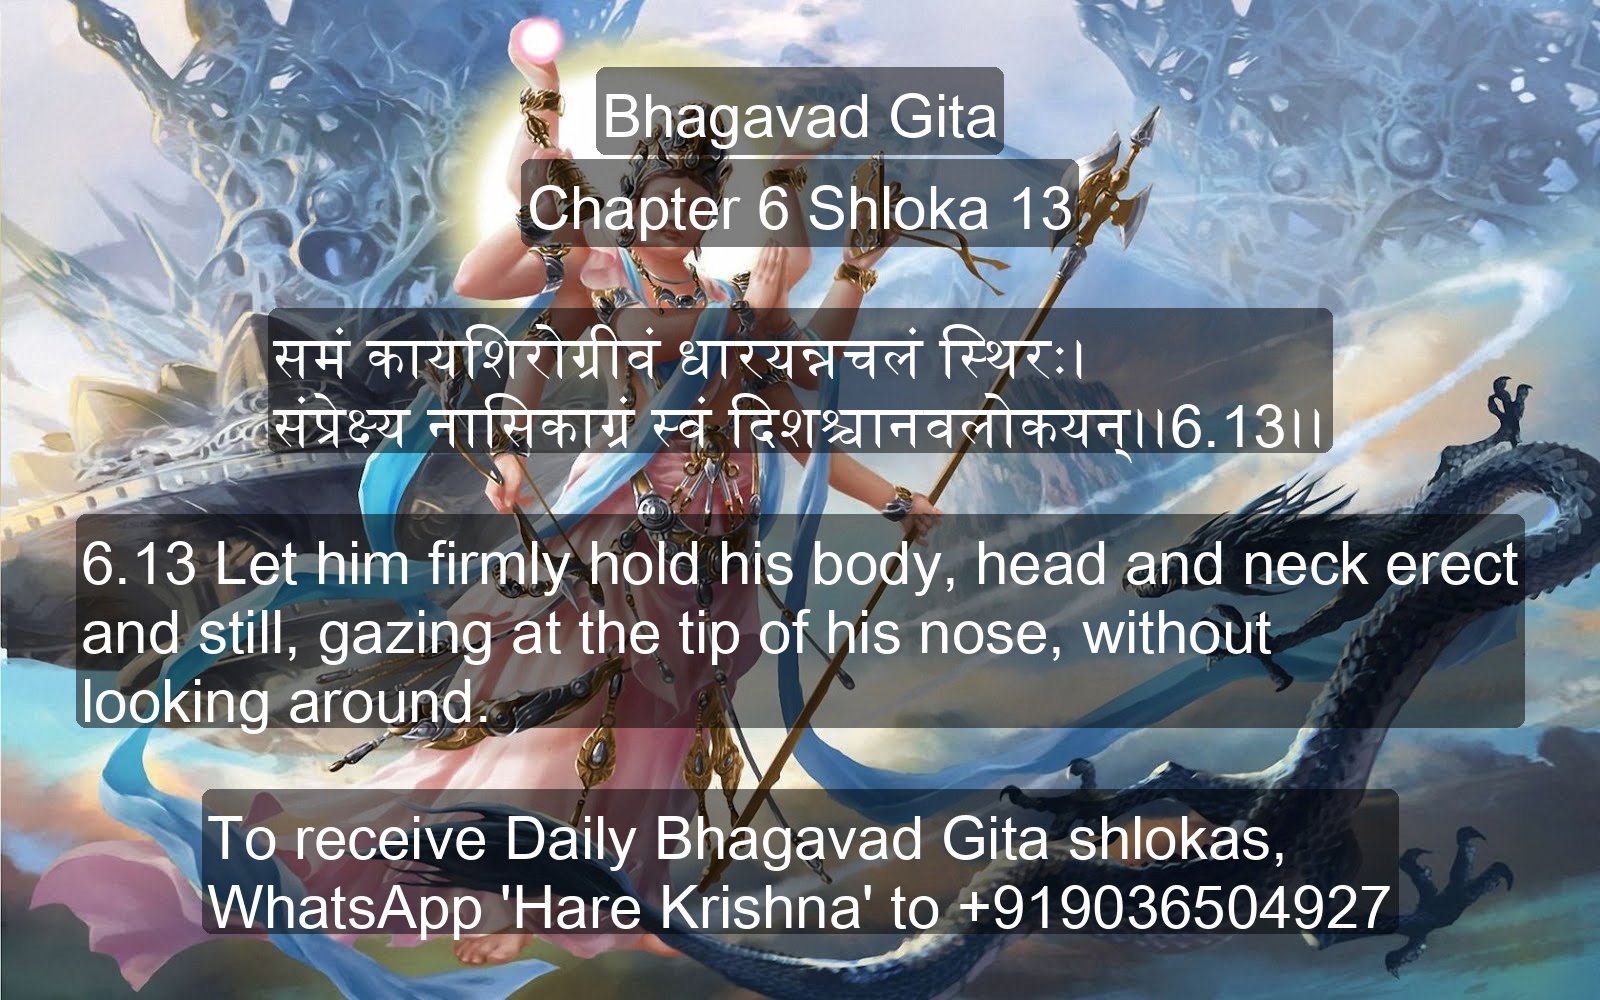 Bhagavad Gita
Chapter 6 Shloka 13
समं कायशिरोग्रीवं धारयन्नचलं स्थिरः।
संप्रेक्ष्य नासिकाग्रं स्वं दिशश्चानवलोकयन्।।6.13।।
6.13 Let him firmly hold his body, head and neck erect
and still, gazing at the tip of his nose, without
looking around.
To receive Daily Bhagavad Gita shlokas,
WhatsApp 'Hare Krishna' to +919036504927